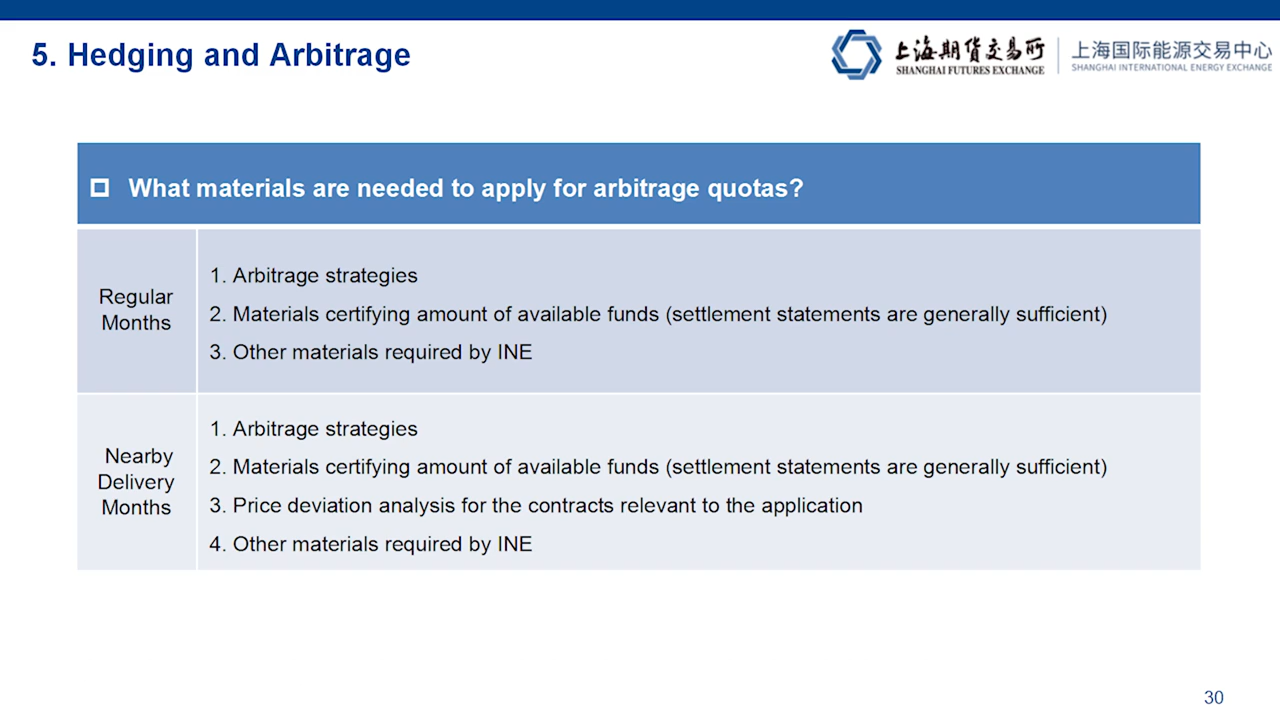 5. Hedging and Arbitrage
上海期货交易所
SHANGHAI FUTURES EXCHANGE
上海国际能源交易中心
SHANGHAI INTERNATIONAL ENERGY EXCHANGE
What materials are needed to apply for arbitrage quotas?
Regular
Months
1. Arbitrage strategies
2. Materials certifying amount of available funds (settlement statements are generally sufficient)
3. Other materials required by INE
Nearby
Delivery
Months
1. Arbitrage strategies
2. Materials certifying amount of available funds (settlement statements are generally sufficient)
3. Price deviation analysis for the contracts relevant to the application
4. Other materials required by INE
30